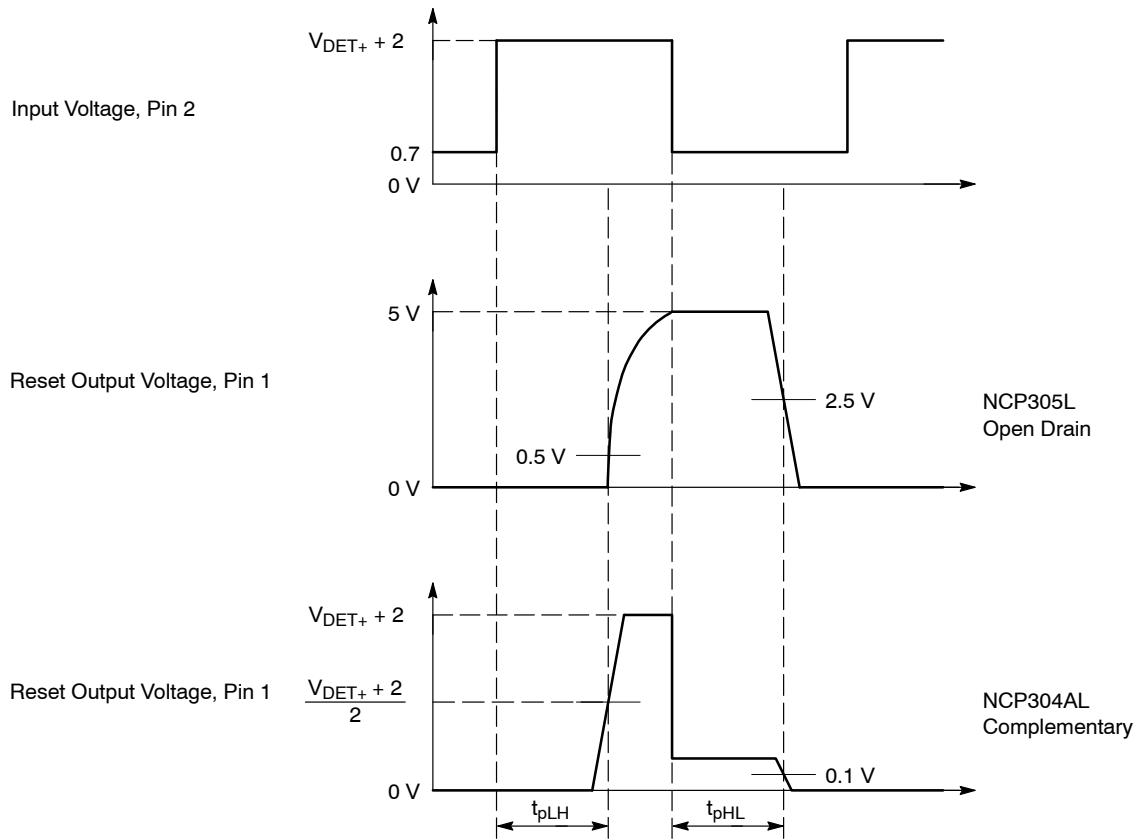 V_DET+ + 2
Input Voltage, Pin 2
0.7
0 V
5 V
Reset Output Voltage, Pin 1
2.5 V
NCP305L
Open Drain
0.5 V
0 V
V_DET+ + 2
Reset Output Voltage, Pin 1
V_DET+ + 2
2
NCP304AL
Complementary
0.1 V
0 V
t_pLH
t_pHL